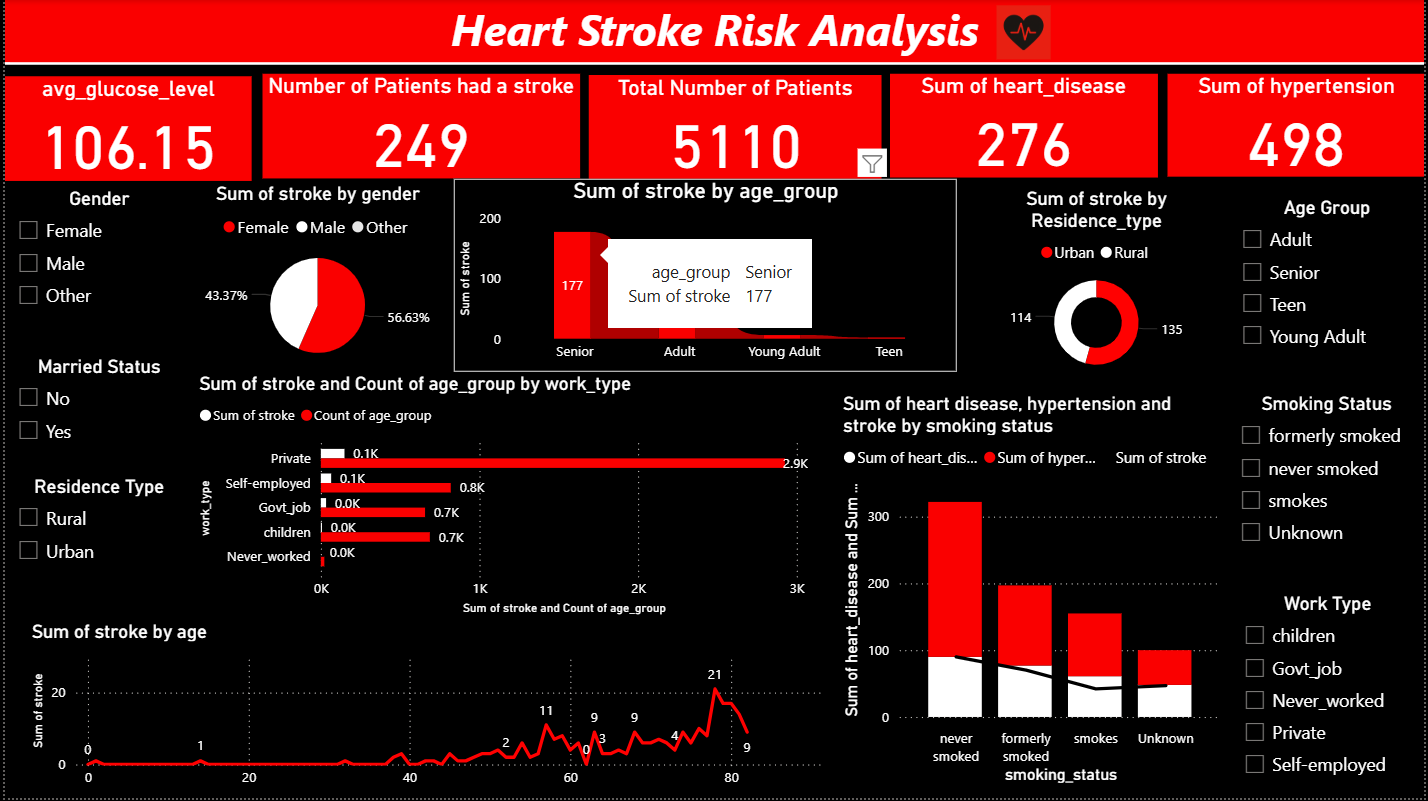 Heart Stroke Risk Analysis
avg_glucose_level
106.15
Number of Patients had a stroke
249
Total Number of Patients
5110
Sum of heart_disease
276
Sum of hypertension
498
Gender
Female
Male
Other
Married Status
No
Yes
Residence Type
Rural
Urban
Sum of stroke by gender
Female Male Other
43.37%
56.63%
Sum of stroke by age_group
Sum of stroke
200
100
0
177
age_group Senior
Sum of stroke 177
Senior Adult Young Adult Teen
Sum of stroke by
Residence_type
Urban Rural
114
135
Age Group
Adult
Senior
Teen
Young Adult
Sum of stroke and Count of age_group by work_type
Sum of stroke Count of age_group
work_type
Private 0.1K 2.9K
Self-employed 0.1K 0.8K
Govt_job 0.0K 0.7K
children 0.0K 0.7K
Never_worked 0.0K
0K 1K 2K 3K
Sum of stroke and Count of age_group
Sum of heart disease, hypertension and
stroke by smoking status
Sum of heart_dis... Sum of hyper... Sum of stroke
Sum of heart_disease and Sum ...
300
200
100
0
never
smoked
formerly
smoked
smokes
Unknown
smoking_status
Smoking Status
formerly smoked
never smoked
smokes
Unknown
Work Type
children
Govt_job
Never_worked
Private
Self-employed
Sum of stroke by age
Sum of stroke
20
0
0 1 2 11 0 9 3 9 4 21 9
0 20 40 60 80